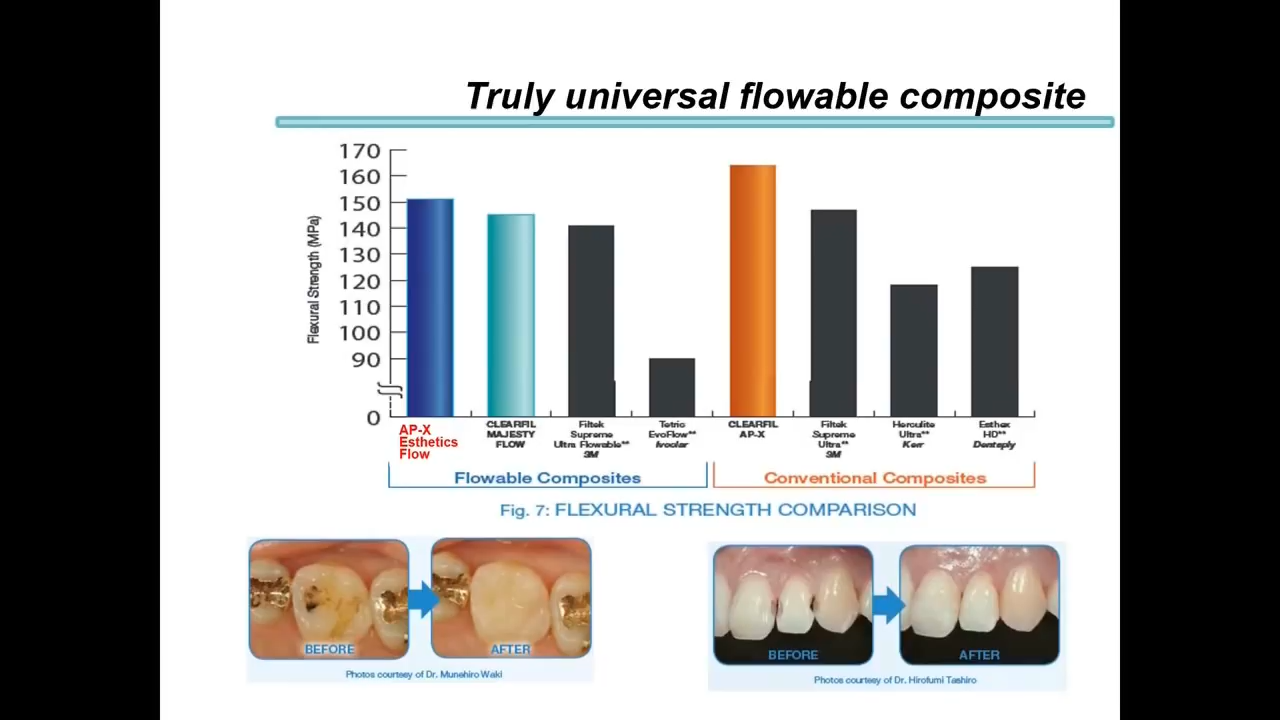 Truly universal flowable composite
170
160
150
140
130
120
110
100
90
0
Flexural Strength (MPa)
AP-X
Esthetics
Flow
CLEARFIL
MAJESTY
FLOW
Filtek
Supreme
Ultra Flowable**
3M
Tetric
EvoFlow**
Ivoclar
CLEARFIL
AP-X
Filtek
Supreme
Ultra**
3M
Herculite
Ultra**
Kerr
Esthex
HD**
Dentsply
Flowable Composites
Conventional Composites
Fig. 7: FLEXURAL STRENGTH COMPARISON
BEFORE
AFTER
Photos courtesy of Dr. Munehiro Waki
BEFORE
AFTER
Photos courtesy of Dr. Hirofumi Tashiro